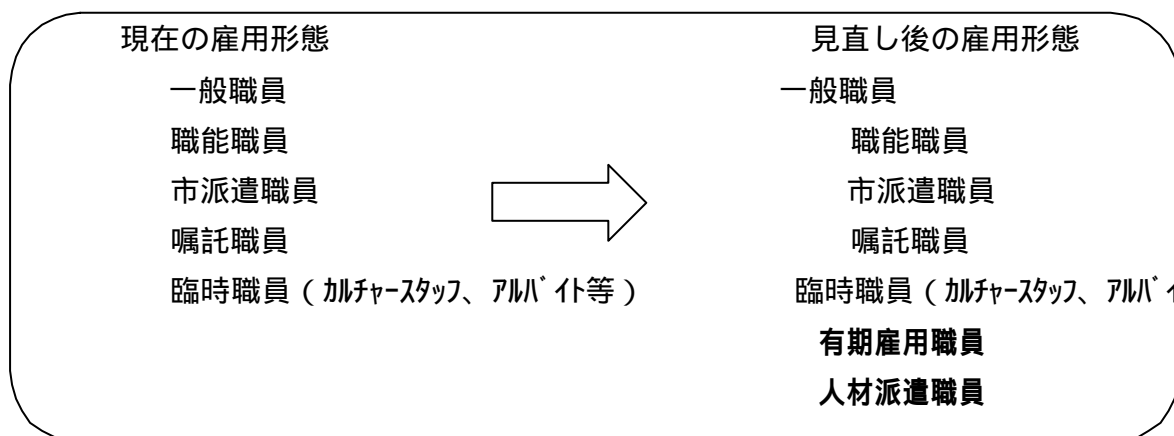 現在の雇用形態
一般職員
職能職員
市派遣職員
嘱託職員
臨時職員（ｶﾙﾁｬｰｽﾀｯﾌ、ｱﾙﾊﾞｲﾄ等）
見直し後の雇用形態
一般職員
職能職員
市派遣職員
嘱託職員
臨時職員（ｶﾙﾁｬｰｽﾀｯﾌ、ｱﾙﾊﾞｲ
有期雇用職員
人材派遣職員